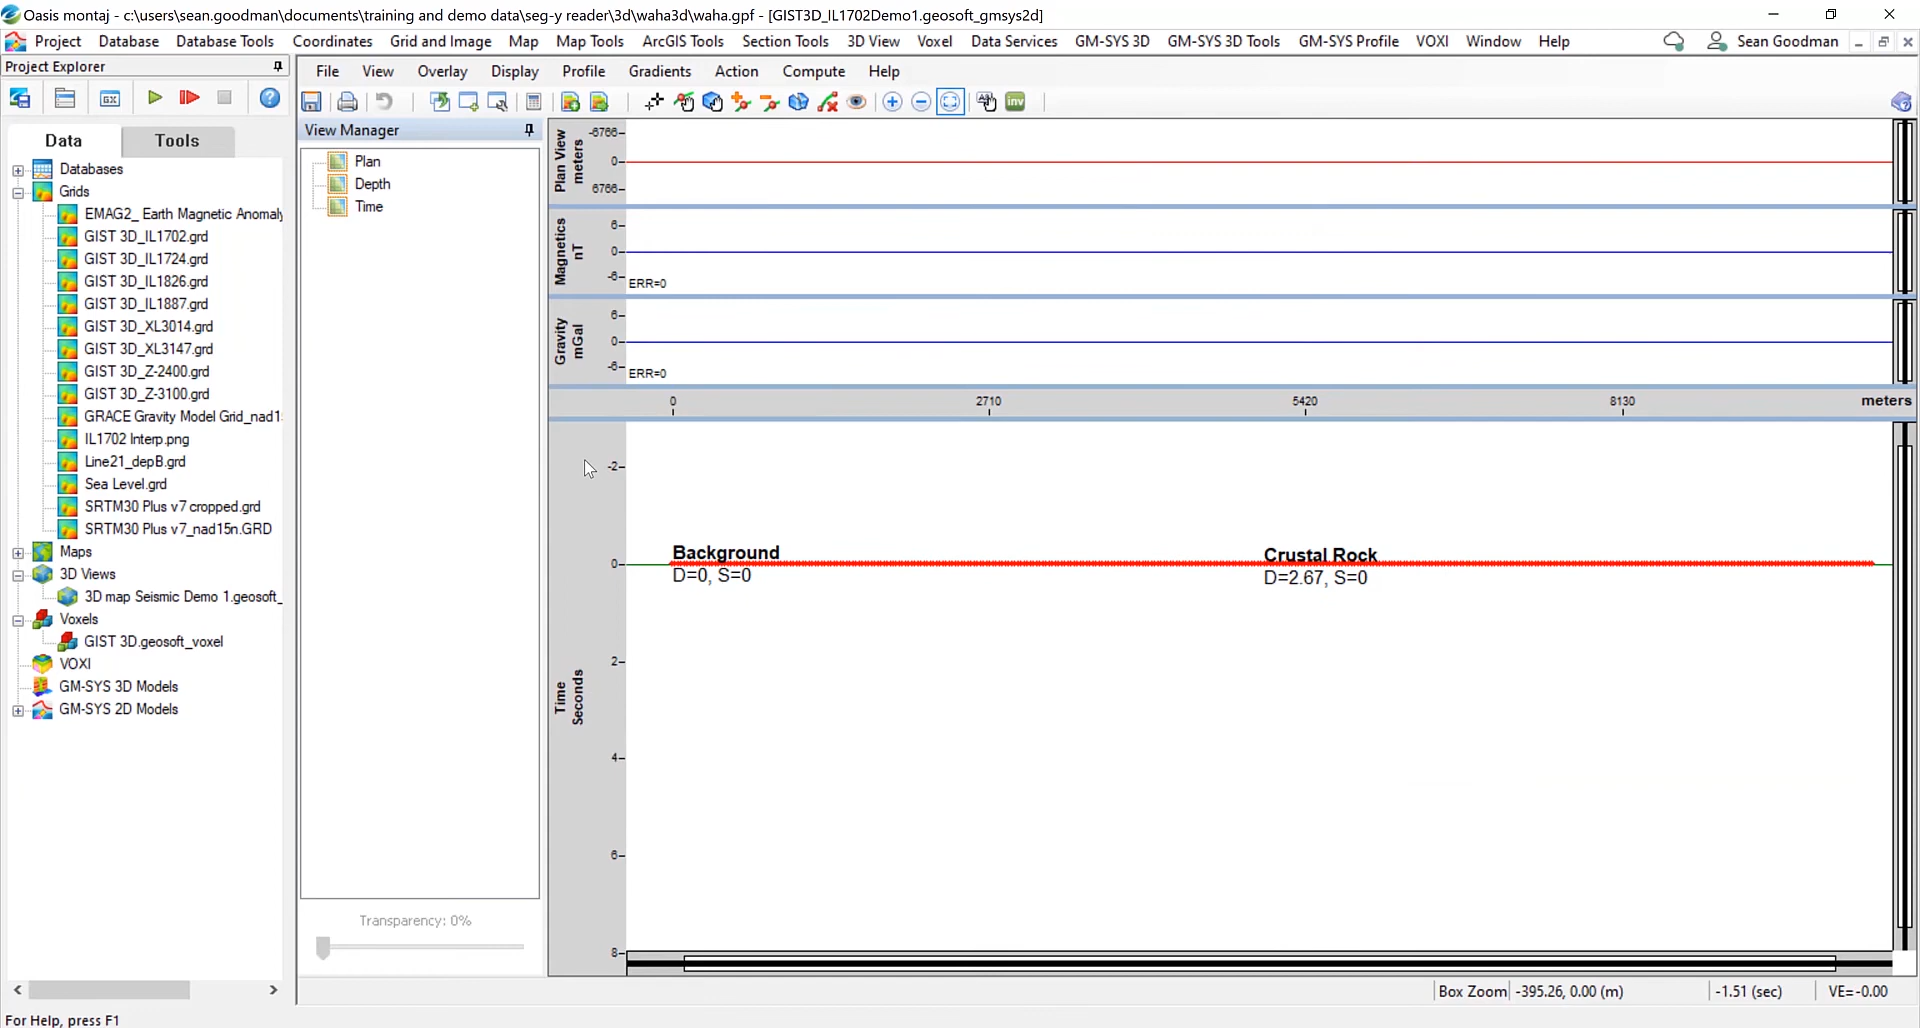 Oasis montaj - c:\users\sean.goodman\documents\training and demo data\seg-y reader\3d\waha3d\waha.gpf - [GIST3D_IL1702Demo1.geosoft_gmsys2d]
Project Database Database Tools Coordinates Grid and Image Map Map Tools ArcGIS Tools Section Tools 3D View Voxel Data Services GM-SYS 3D GM-SYS 3D Tools GM-SYS Profile VOXI Window Help Sean Goodman
Project Explorer
File View Overlay Display Profile Gradients Action Compute Help
GX
inv
View Manager
Data Tools
Databases
Grids
EMAG2_ Earth Magnetic Anomaly
GIST 3D_IL1702.grd
GIST 3D_IL1724.grd
GIST 3D_IL1826.grd
GIST 3D_IL1887.grd
GIST 3D_XL3014.grd
GIST 3D_XL3147.grd
GIST 3D_Z-2400.grd
GIST 3D_Z-3100.grd
GRACE Gravity Model Grid_nad1
IL1702 Interp.png
Line21_depB.grd
Sea Level.grd
SRTM30 Plus v7 cropped.grd
SRTM30 Plus v7_nad15n.GRD
Maps
3D Views
3D map Seismic Demo 1.geosoft_
Voxels
GIST 3D.geosoft_voxel
VOXI
GM-SYS 3D Models
GM-SYS 2D Models
Plan
Depth
Time
Transparency: 0%
Plan View
meters
-6766
0
6766
Magnetics
nT
6
0
-6
ERR=0
Gravity
mGal
6
0
-6
ERR=0
0 2710 5420 8130 meters
Time
Seconds
-2
0
2
4
6
8
Background
D=0, S=0
Crustal Rock
D=2.67, S=0
Box Zoom -395.26, 0.00 (m) -1.51 (sec) VE=-0.00
For Help, press F1